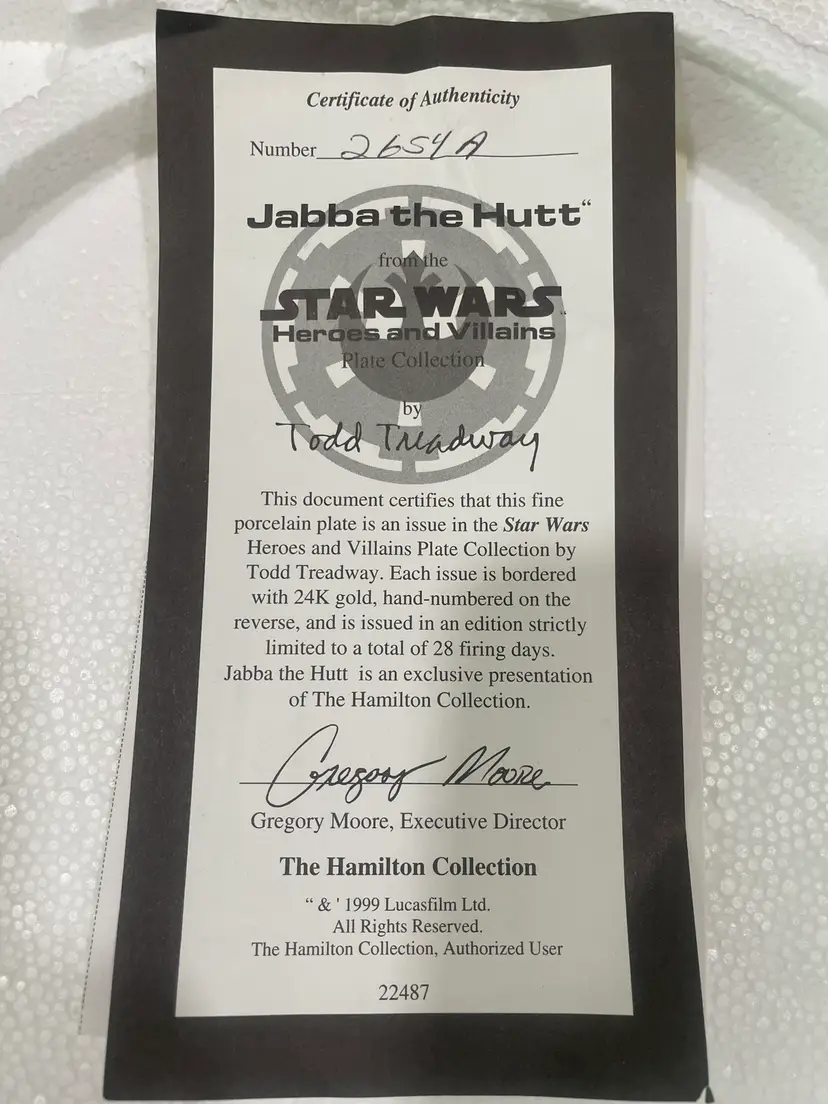 Certificate of Authenticity
Number 2654A
Jabba the Hutt“
from the
STAR WARS™
Heroes and Villains
Plate Collection
by
Todd Treadway
This document certifies that this fine
porcelain plate is an issue in the Star Wars
Heroes and Villains Plate Collection by
Todd Treadway. Each issue is bordered
with 24K gold, hand-numbered on the
reverse, and is issued in an edition strictly
limited to a total of 28 firing days.
Jabba the Hutt is an exclusive presentation
of The Hamilton Collection.
Gregory Moore
Gregory Moore, Executive Director
The Hamilton Collection
“ & ' 1999 Lucasfilm Ltd.
All Rights Reserved.
The Hamilton Collection, Authorized User
22487